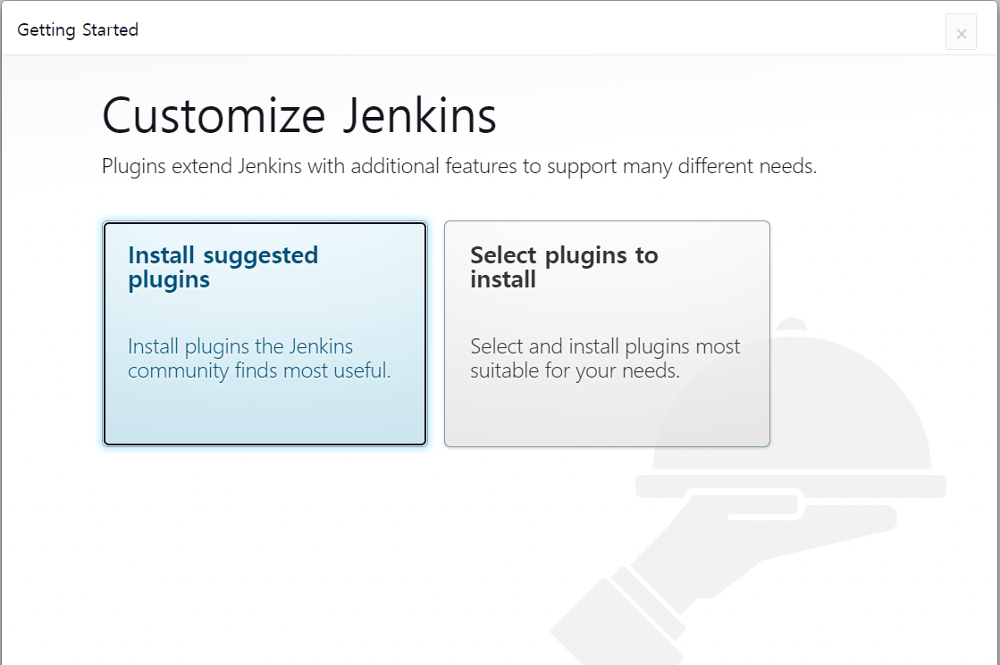 Getting Started
Customize Jenkins
Plugins extend Jenkins with additional features to support many different needs.
Install suggested
plugins
Install plugins the Jenkins
community finds most useful.
Select plugins to
install
Select and install plugins most
suitable for your needs.